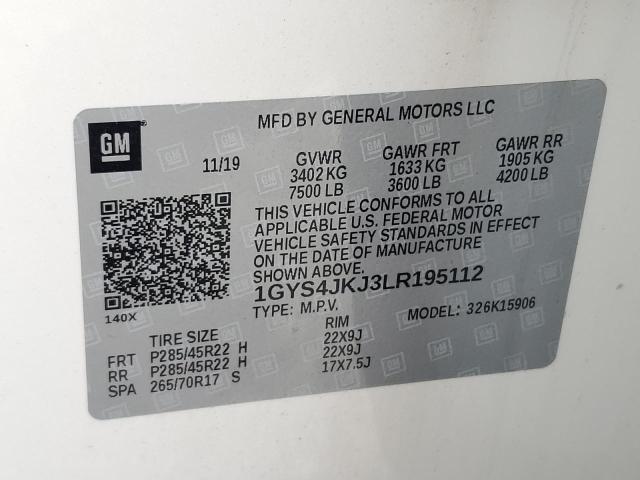 GM
MFD BY GENERAL MOTORS LLC
11/19
GVWR GAWR FRT GAWR RR
3402 KG 1633 KG 1905 KG
7500 LB 3600 LB 4200 LB
THIS VEHICLE CONFORMS TO ALL
APPLICABLE U.S. FEDERAL MOTOR
VEHICLE SAFETY STANDARDS IN EFFECT
ON THE DATE OF MANUFACTURE
SHOWN ABOVE.
140X
1GYS4JKJ3LR195112
TYPE: M.P.V. MODEL: 326K15906
TIRE SIZE RIM
FRT P285/45R22 H 22X9J
RR P285/45R22 H 22X9J
SPA 265/70R17 S 17X7.5J